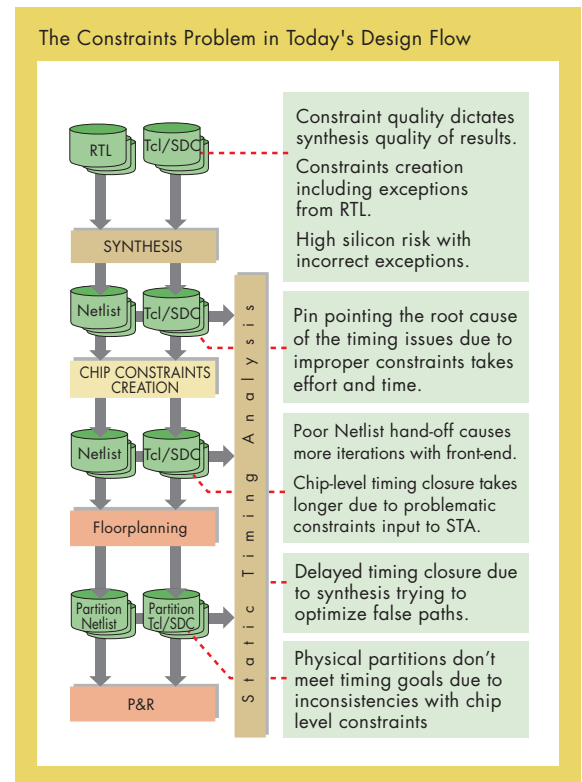 The Constraints Problem in Today's Design Flow
RTL
Tcl/SDC
Constraint quality dictates
synthesis quality of results.
Constraints creation
including exceptions
from RTL.
High silicon risk with
incorrect exceptions.
SYNTHESIS
Netlist
Tcl/SDC
Pin pointing the root cause
of the timing issues due to
improper constraints takes
effort and time.
CHIP CONSTRAINTS
CREATION
Netlist
Tcl/SDC
Poor Netlist hand-off causes
more iterations with front-end.
Chip-level timing closure takes
longer due to problematic
constraints input to STA.
Floorplanning
Static Timing Analysis
Delayed timing closure due
to synthesis trying to
optimize false paths.
Partition
Netlist
Partition
Tcl/SDC
Physical partitions don’t
meet timing goals due to
inconsistencies with chip
level constraints
P&R